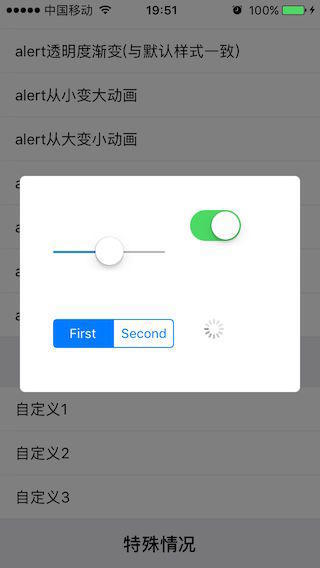 中国移动 19:51 100%
alert透明度渐变(与默认样式一致)
alert从小变大动画
alert从大变小动画
a
a
a
a
First Second
自定义1
自定义2
自定义3
特殊情况